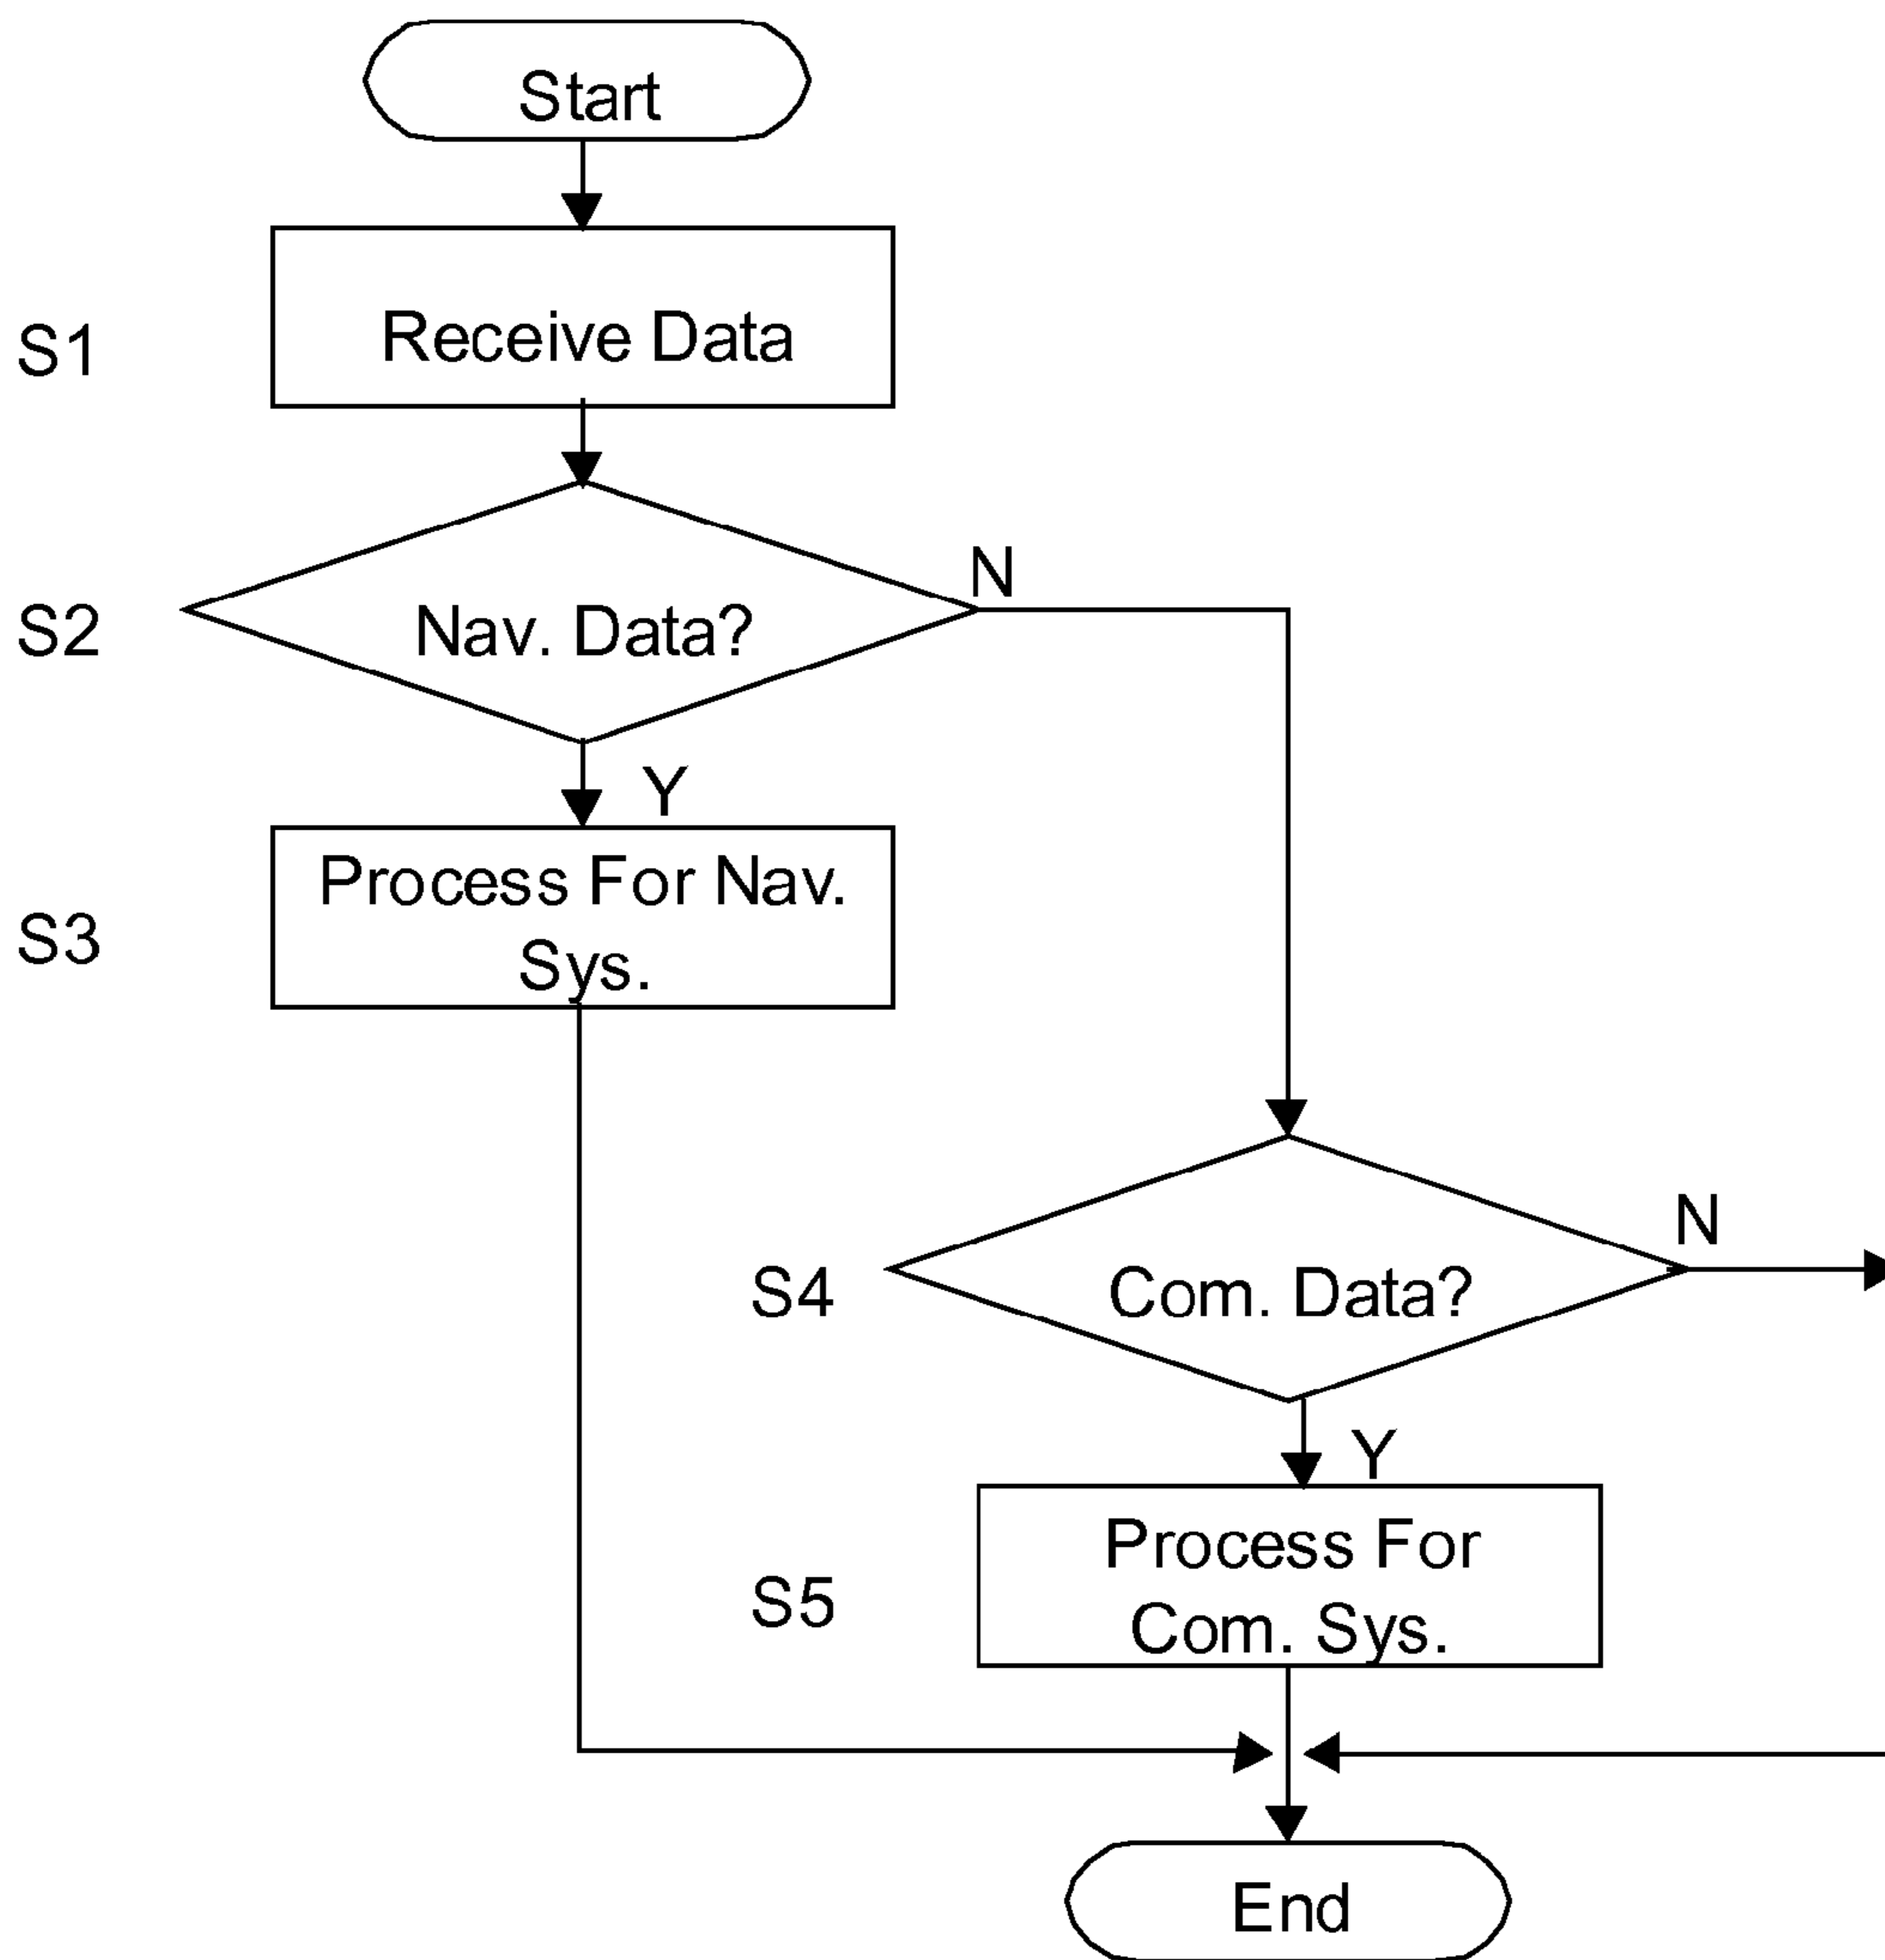 Start
S1
Receive Data
N
S2
Nav. Data?
Y
Process For Nav.
Sys.
S3
N
S4
Com. Data?
Y
Process For
Com. Sys.
S5
End